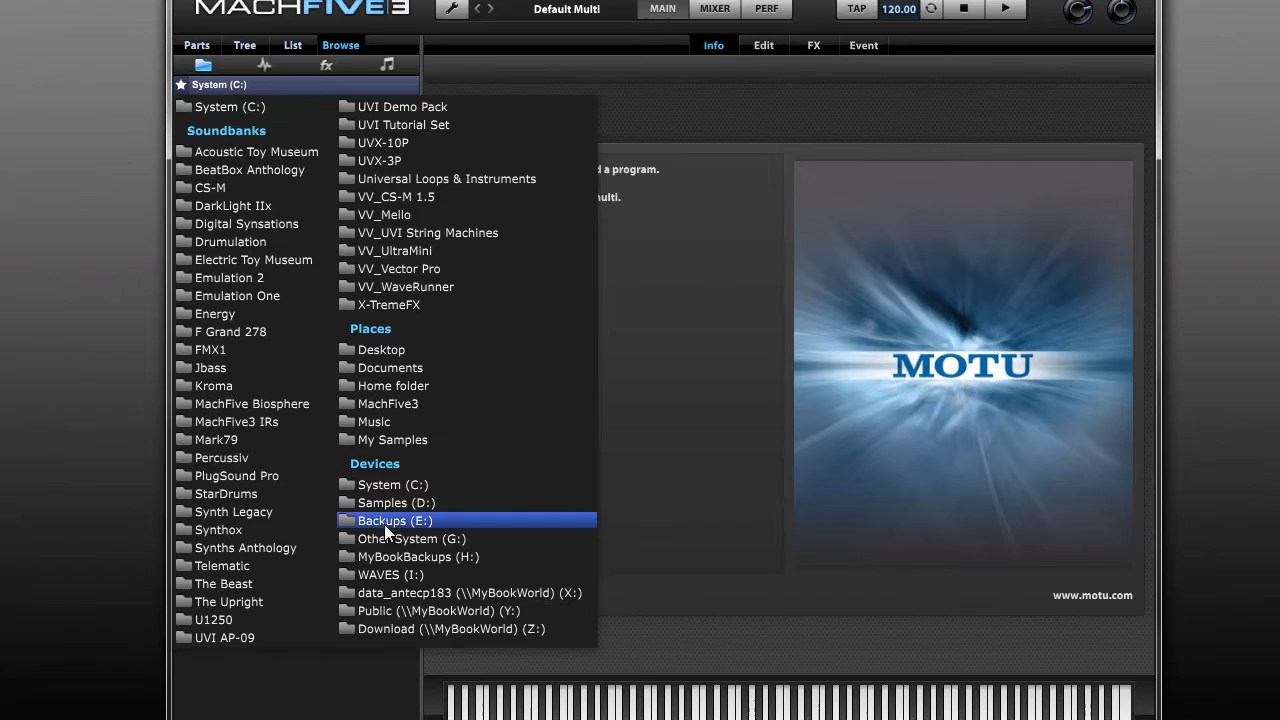 MACHFIVE 3
Default Multi
MAIN
MIXER
PERF
TAP
120.00
Parts
Tree
List
Browse
Info
Edit
FX
Event
fx
System (C:)
System (C:)
Soundbanks
Acoustic Toy Museum
BeatBox Anthology
CS-M
DarkLight IIx
Digital Synsations
Drumulation
Electric Toy Museum
Emulation 2
Emulation One
Energy
F Grand 278
FMX1
Jbass
Kroma
MachFive Biosphere
MachFive3 IRs
Mark79
Percussiv
PlugSound Pro
StarDrums
Synth Legacy
Synthox
Synths Anthology
Telematic
The Beast
The Upright
U1250
UVI AP-09
UVI Demo Pack
UVI Tutorial Set
UVX-10P
UVX-3P
Universal Loops & Instruments
VV_CS-M 1.5
VV_Mello
VV_UVI String Machines
VV_UltraMini
VV_Vector Pro
VV_WaveRunner
X-TremeFX
Places
Desktop
Documents
Home folder
MachFive3
Music
My Samples
Devices
System (C:)
Samples (D:)
Backups (E:)
Other System (G:)
MyBookBackups (H:)
WAVES (I:)
data_antecp183 (\\MyBookWorld) (X:)
Public (\\MyBookWorld) (Y:)
Download (\\MyBookWorld) (Z:)
d a program.
nulti.
MOTU
www.motu.com